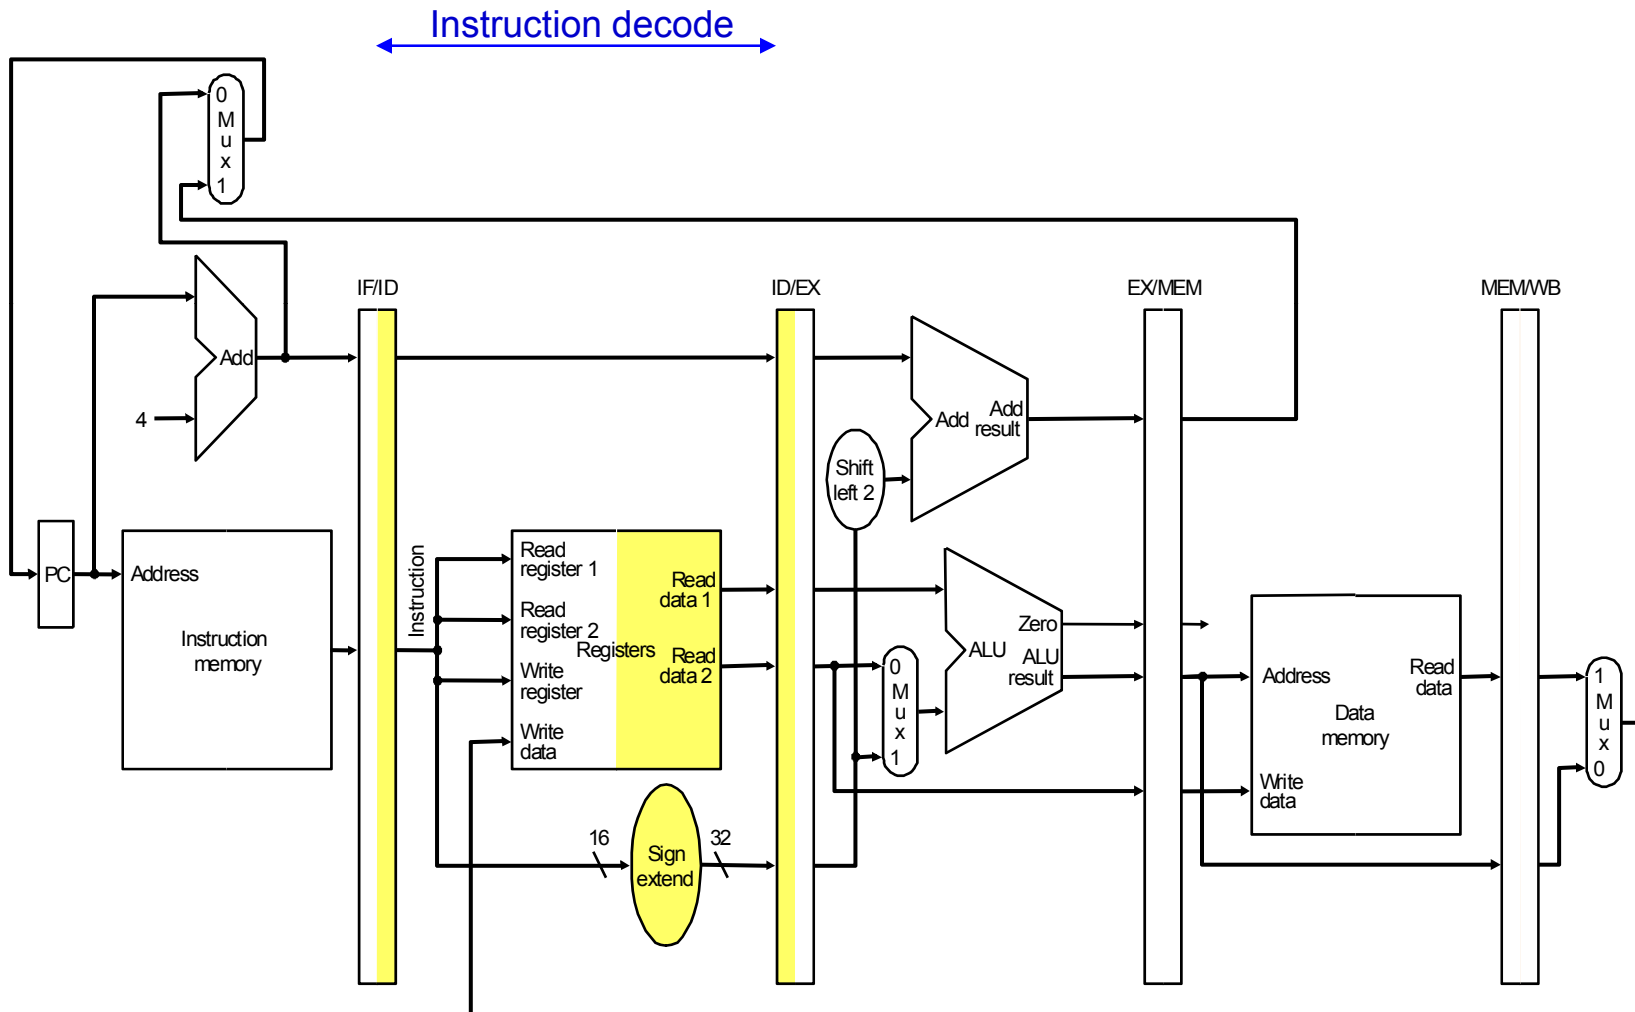 Instruction decode
0
M
u
x
1
IF/ID
ID/EX
EX/MEM
MEM/WB
Add
4
Add
Add
result
Shift
left 2
PC
Address
Instruction
memory
Instruction
Read
register 1
Read
register 2
Registers
Write
register
Write
data
Read
data 1
Read
data 2
16
Sign
extend
32
0
M
u
x
1
Zero
ALU
ALU
result
Address
Read
data
Data
memory
Write
data
1
M
u
x
0